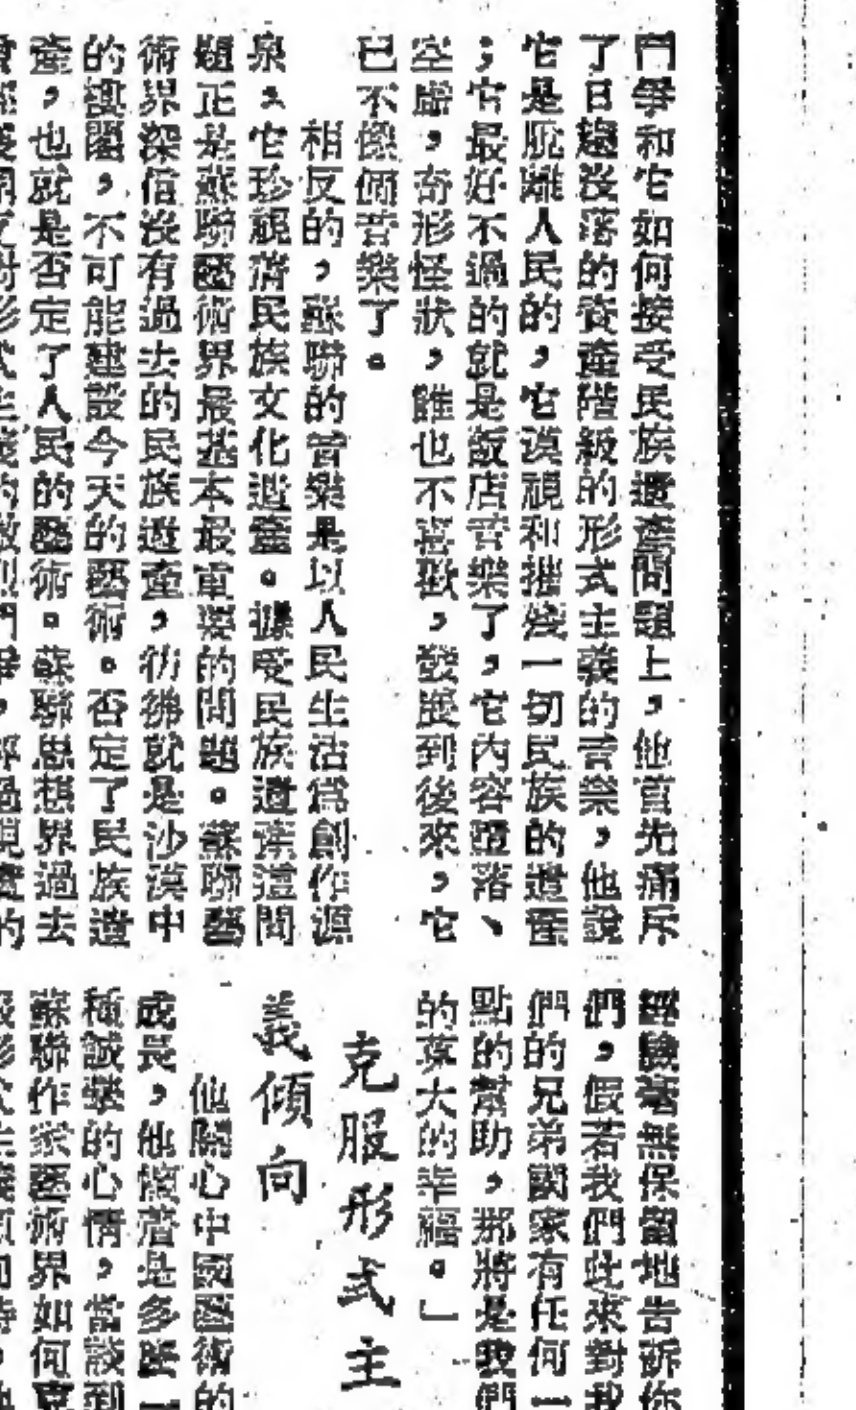 鬥爭和它如何接受民族遺產問題上，他首先痛斥
了日趨沒落的資產階級的形式主義的音樂，他說
它是脫離人民的，它漠視和摧殘一切民族的遺產
；它最好不過的就是飯店音樂了，它內容墮落、
空虛，奇形怪狀，誰也不喜歡，發展到後來，它
已不像個音樂了。
相反的，蘇聯的音樂是以人民生活爲創作源
泉。它珍視着民族文化遺產。接受民族遺產這問
題正是蘇聯藝術界最基本最重要的問題。蘇聯藝
術界深信沒有過去的民族遺產，彷彿就是沙漠中
的樓閣，不可能建設今天的藝術。否定了民族遺
產，也就是否定了人民的藝術。蘇聯思想界過去
經驗毫無保留地告訴你
們，假若我們此來對我
們的兄弟國家有任何一
點的幫助，那將是我們
的莫大的幸福。」
克服形式主
義傾向
他關心中國藝術的
成長，他懷着是多麼一
種誠摯的心情，當談到
蘇聯作家藝術界如何克